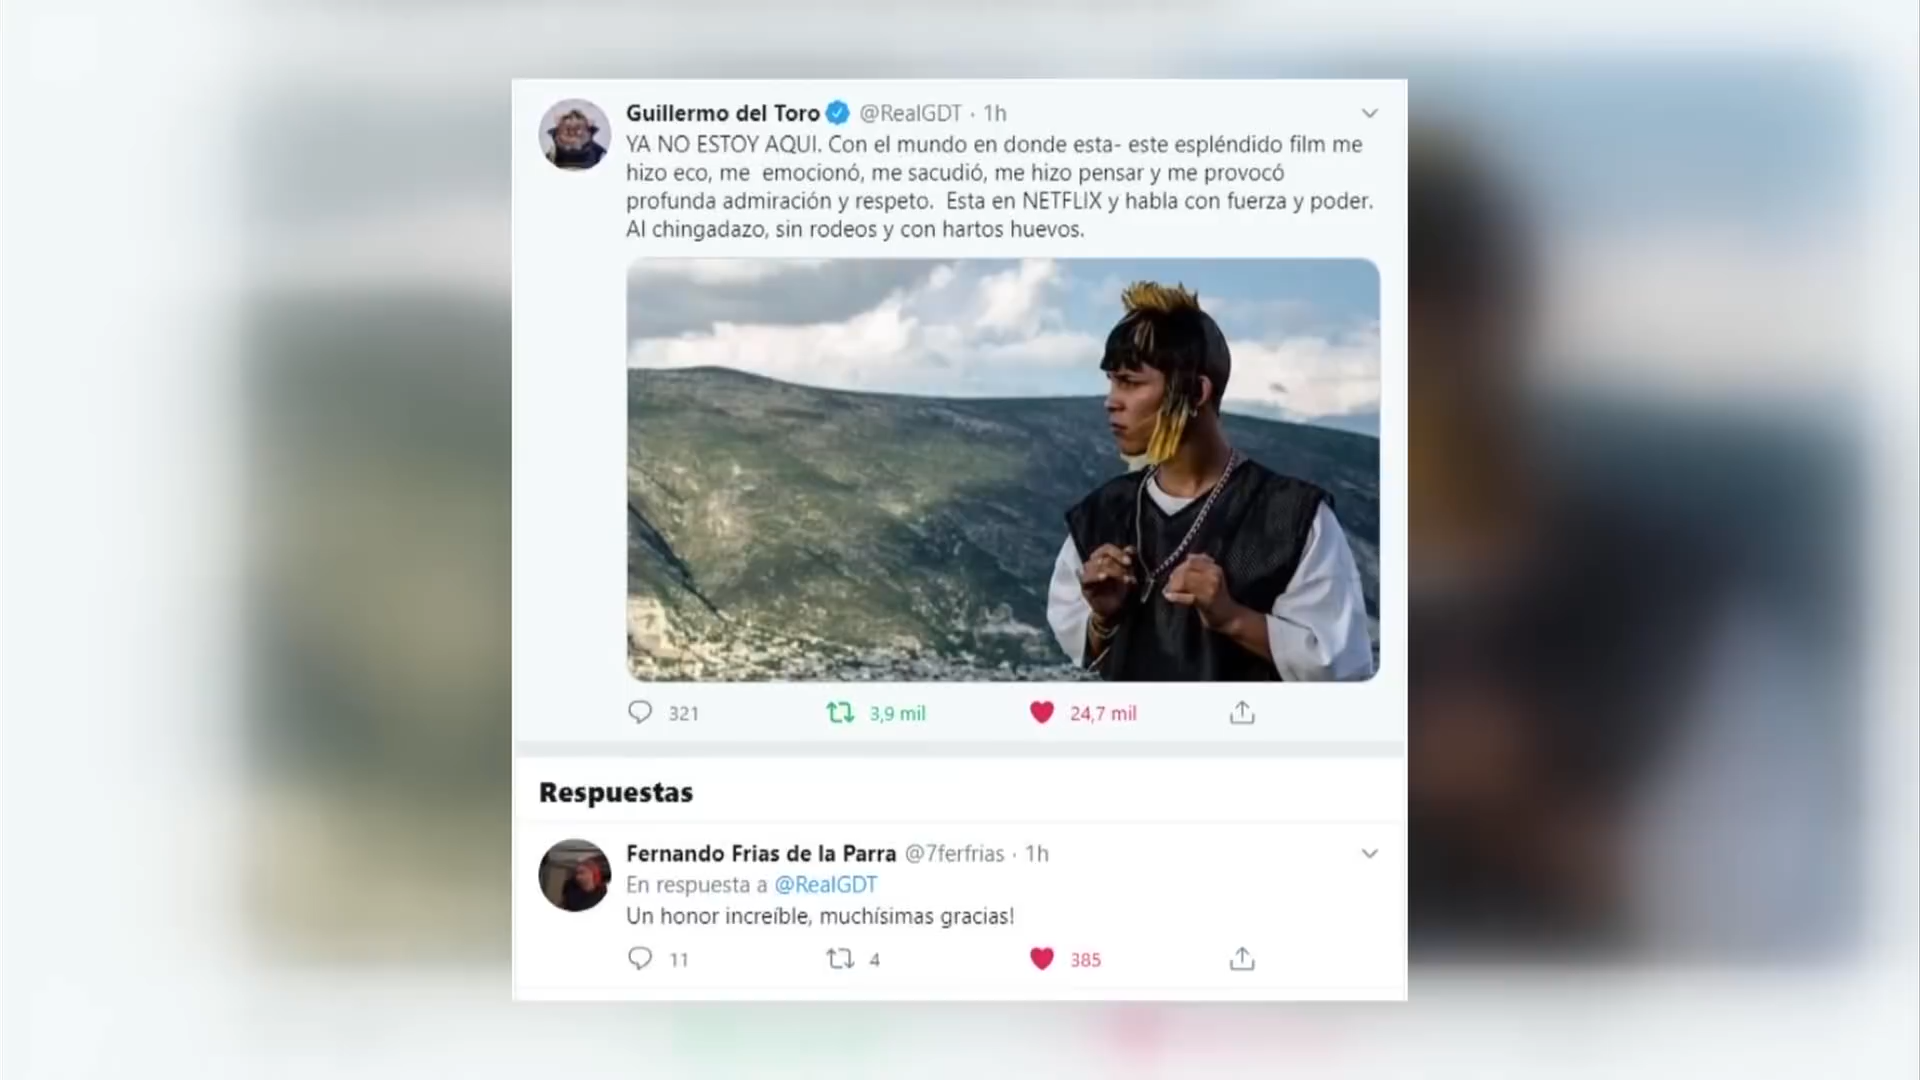 Guillermo del Toro @RealGDT · 1h
YA NO ESTOY AQUI. Con el mundo en donde esta- este espléndido film me
hizo eco, me emocionó, me sacudió, me hizo pensar y me provocó
profunda admiración y respeto. Esta en NETFLIX y habla con fuerza y poder.
Al chingadazo, sin rodeos y con hartos huevos.
321 3,9 mil 24,7 mil
Respuestas
Fernando Frias de la Parra @7ferfrias · 1h
En respuesta a @RealGDT
Un honor increíble, muchísimas gracias!
11 4 385